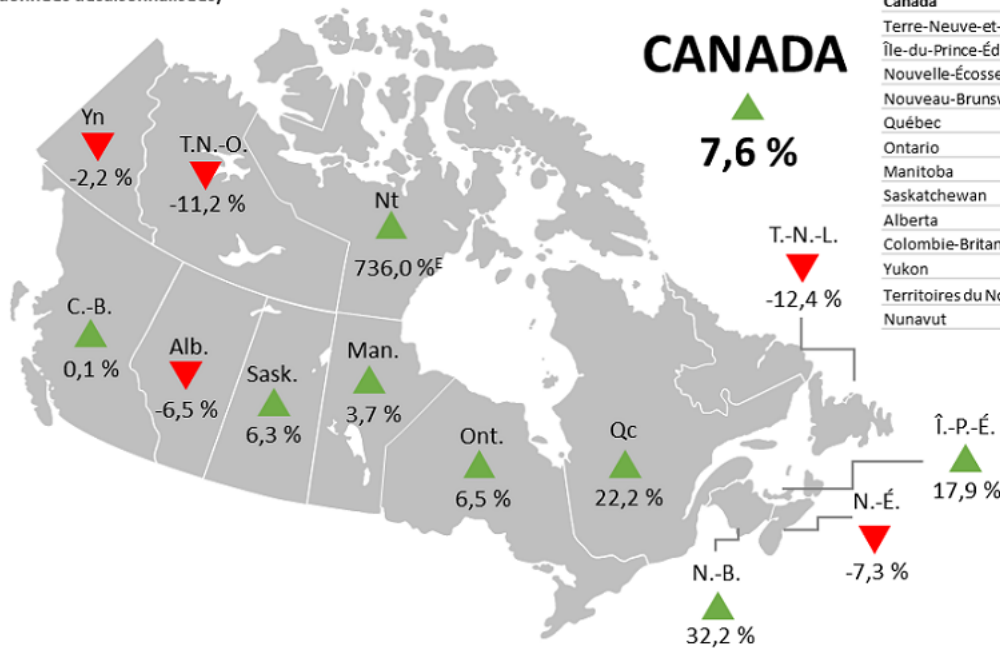 Canada
CANADA
7,6 %
Terre-Neuve-et-
Île-du-Prince-Éd
Nouvelle-Écosse
Nouveau-Brunsw
Québec
Ontario
Manitoba
Saskatchewan
Alberta
Colombie-Britan
Yukon
Territoires du No
Nunavut
Yn
-2,2 %
T.N.-O.
-11,2 %
Nt
736,0 %ᴱ
T.-N.-L.
-12,4 %
C.-B.
0,1 %
Alb.
-6,5 %
Sask.
6,3 %
Man.
3,7 %
Ont.
6,5 %
Qc
22,2 %
Î.-P.-É.
17,9 %
N.-É.
-7,3 %
N.-B.
32,2 %